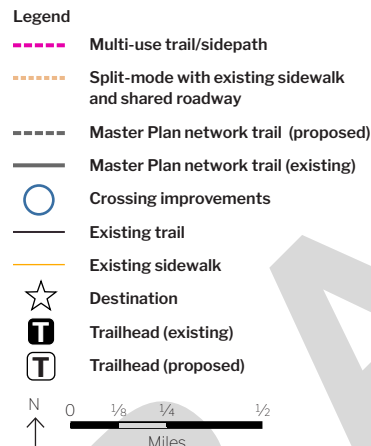 Legend
Multi-use trail/sidepath
Split-mode with existing sidewalk
and shared roadway
Master Plan network trail (proposed)
Master Plan network trail (existing)
Crossing improvements
Existing trail
Existing sidewalk
Destination
T Trailhead (existing)
T Trailhead (proposed)
N 0 ⅛ ¼ ½
Miles